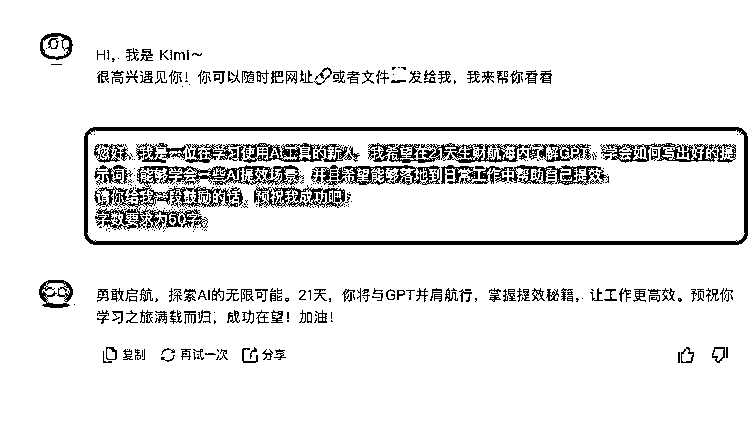 Hi，我是 Kimi～
很高兴遇见你！你可以随时把网址🔗或者文件发给我，我来帮你看看
您好，我是一位在学习使用AI工具的新人，我希望在21天生财航海内了解GPT，学会如何写出好的提
示词，能够学会一些AI提效场景，并且希望能够落地到日常工作中帮助自己提效。
请你给我一段鼓励的话，预祝我成功吧！
字数要求为50字。
勇敢启航，探索AI的无限可能。21天，你将与GPT并肩航行，掌握提效秘籍，让工作更高效。预祝你
学习之旅满载而归，成功在望！加油！
复制 再试一次 分享